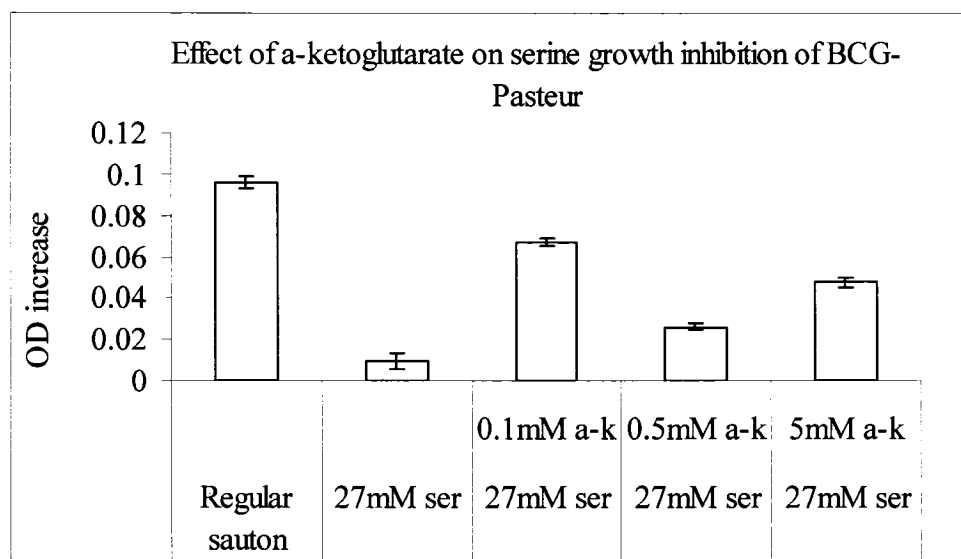 Effect of a-ketoglutarate on serine growth inhibition of BCG-
Pasteur
0.12
0.1
0.08
0.06
0.04
0.02
0
OD increase
0.1mM a-k 0.5mM a-k 5mM a-k
Regular 27mM ser 27mM ser 27mM ser 27mM ser
sauton